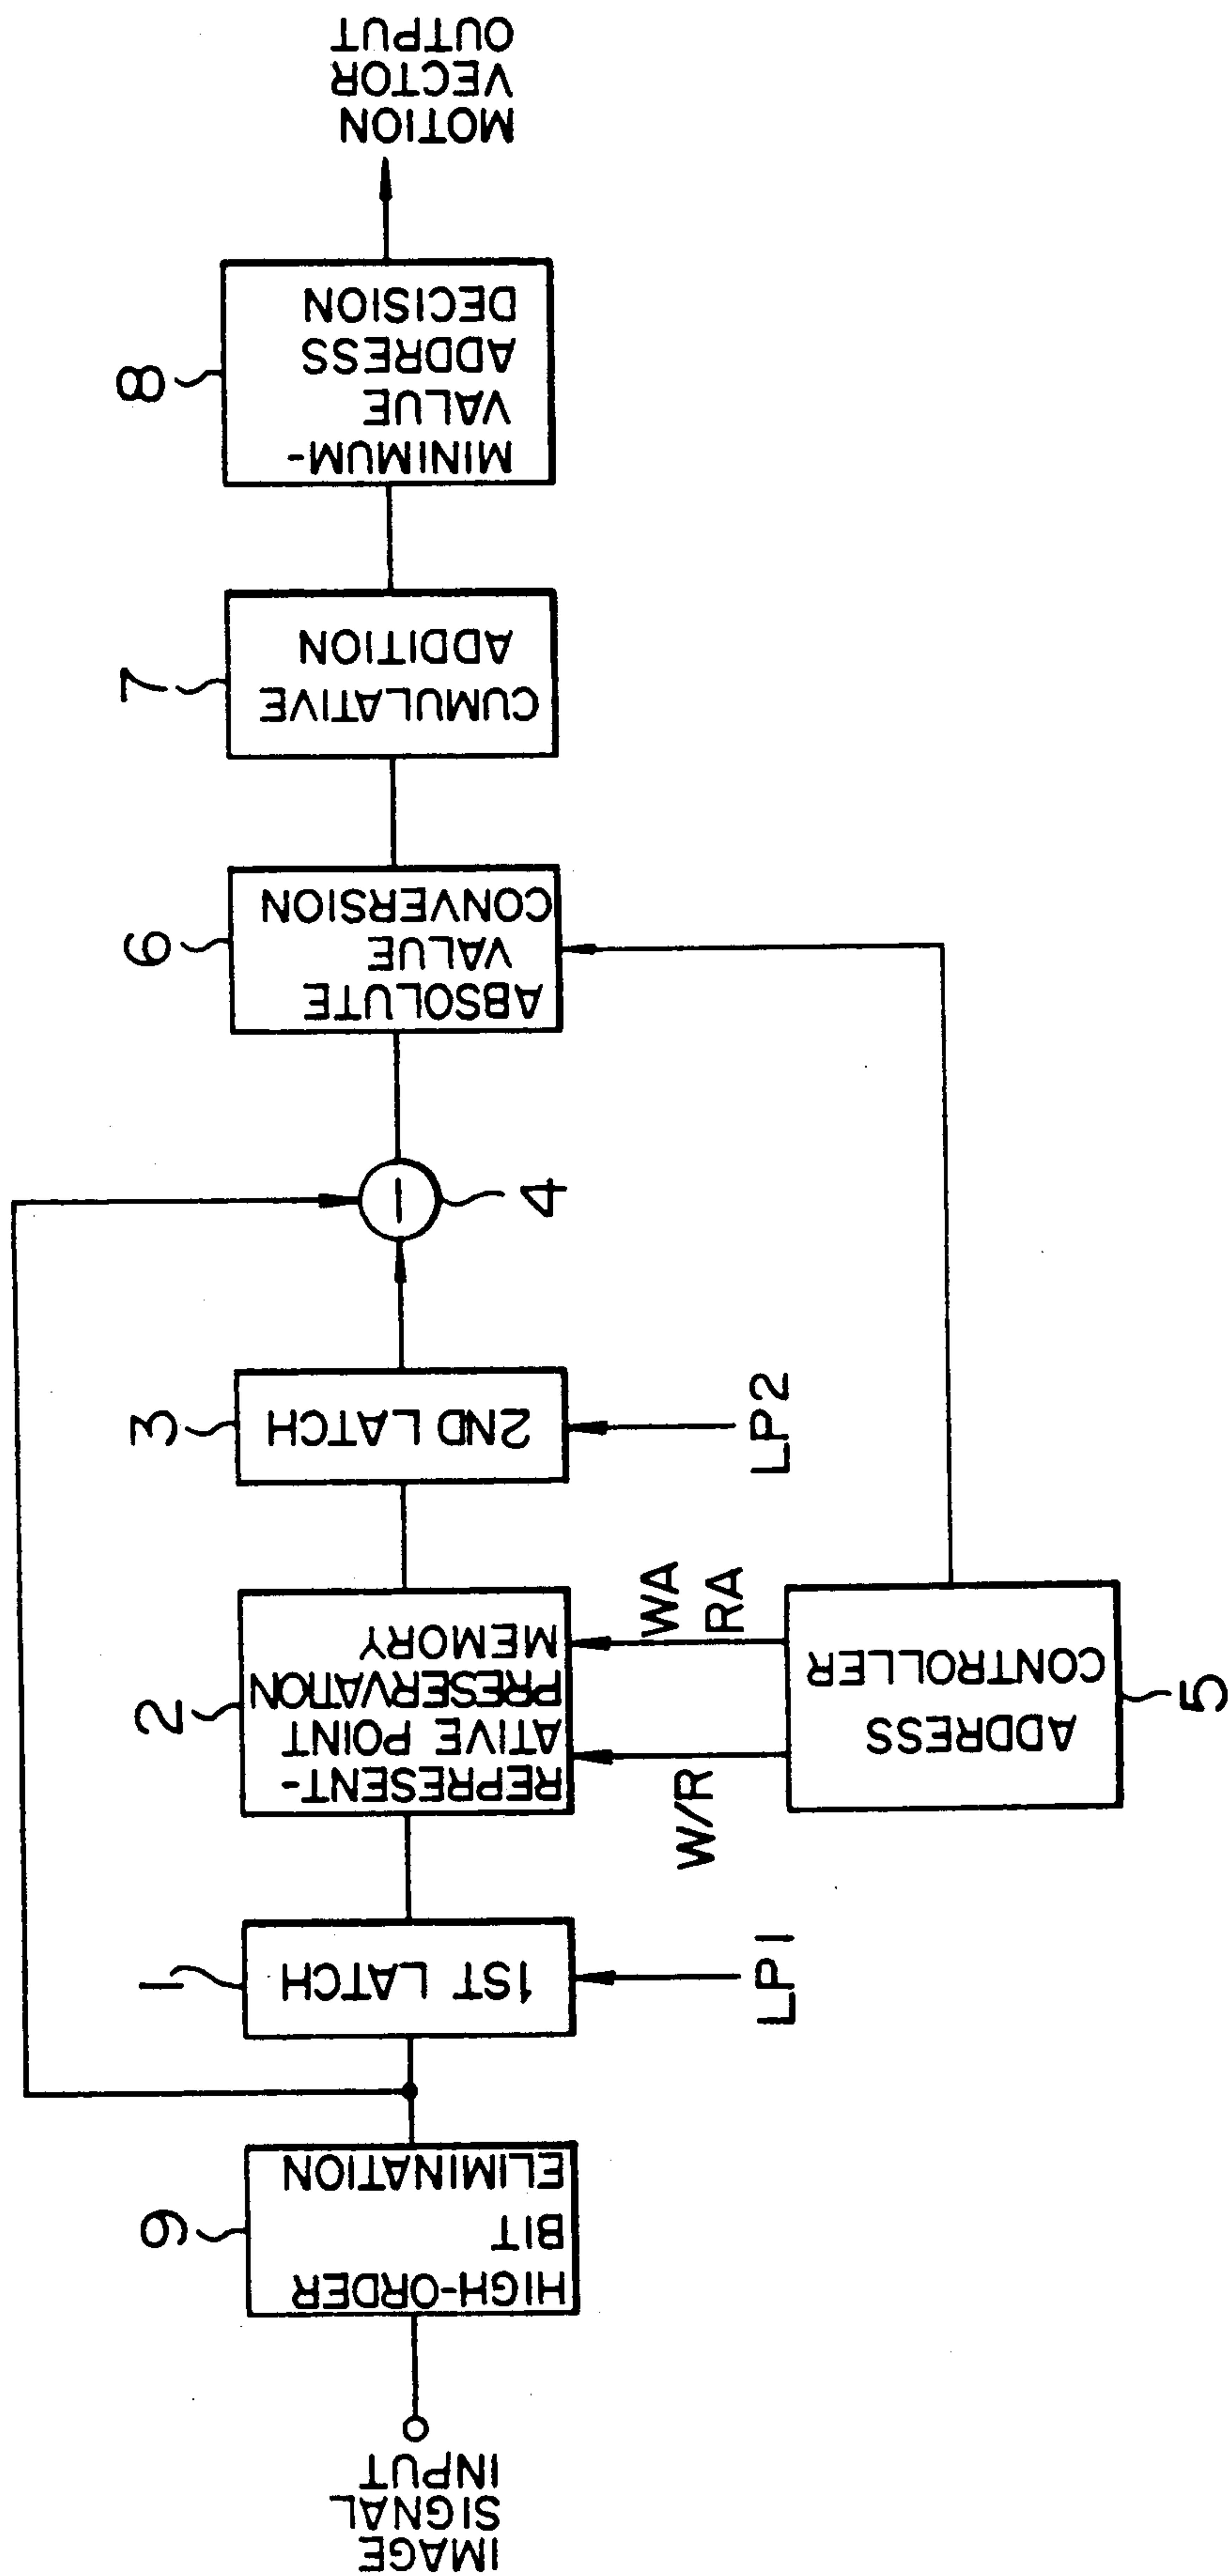 IMAGE
SIGNAL
INPUT
9
HIGH-ORDER
BIT
ELIMINATION
1
1ST LATCH
LP1
2
REPRESENT-
ATIVE POINT
PRESERVATION
MEMORY
W/R
WA
RA
5
ADDRESS
CONTROLLER
3
2ND LATCH
LP2
4
6
ABSOLUTE
VALUE
CONVERSION
7
CUMULATIVE
ADDITION
8
MINIMUM-
VALUE
ADDRESS
DECISION
MOTION
VECTOR
OUTPUT